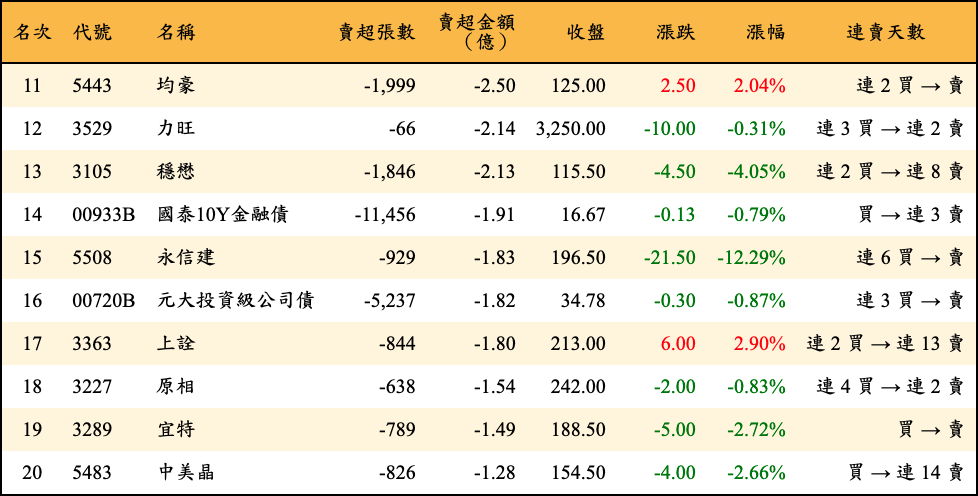 名次 代號 名稱 賣超張數 賣超金額（億） 收盤 漲跌 漲幅 連賣天數
11 5443 均豪 -1,999 -2.50 125.00 2.50 2.04% 連 2 買 → 賣
12 3529 力旺 -66 -2.14 3,250.00 -10.00 -0.31% 連 3 買 → 連 2 賣
13 3105 穩懋 -1,846 -2.13 115.50 -4.50 -4.05% 連 2 買 → 連 8 賣
14 00933B 國泰10Y金融債 -11,456 -1.91 16.67 -0.13 -0.79% 買 → 連 3 賣
15 5508 永信建 -929 -1.83 196.50 -21.50 -12.29% 連 6 買 → 賣
16 00720B 元大投資級公司債 -5,237 -1.82 34.78 -0.30 -0.87% 連 3 買 → 賣
17 3363 上詮 -844 -1.80 213.00 6.00 2.90% 連 2 買 → 連 13 賣
18 3227 原相 -638 -1.54 242.00 -2.00 -0.83% 連 4 買 → 連 2 賣
19 3289 宜特 -789 -1.49 188.50 -5.00 -2.72% 買 → 賣
20 5483 中美晶 -826 -1.28 154.50 -4.00 -2.66% 買 → 連 14 賣